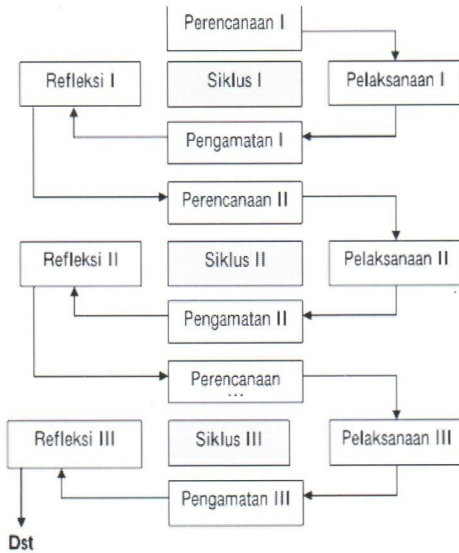 Perencanaan I
Refleksi I
Siklus I
Pelaksanaan I
Pengamatan I
Perencanaan II
Refleksi II
Siklus II
Pelaksanaan II
Pengamatan II
Perencanaan
...
Refleksi III
Siklus III
Pelaksanaan III
Pengamatan III
Dst